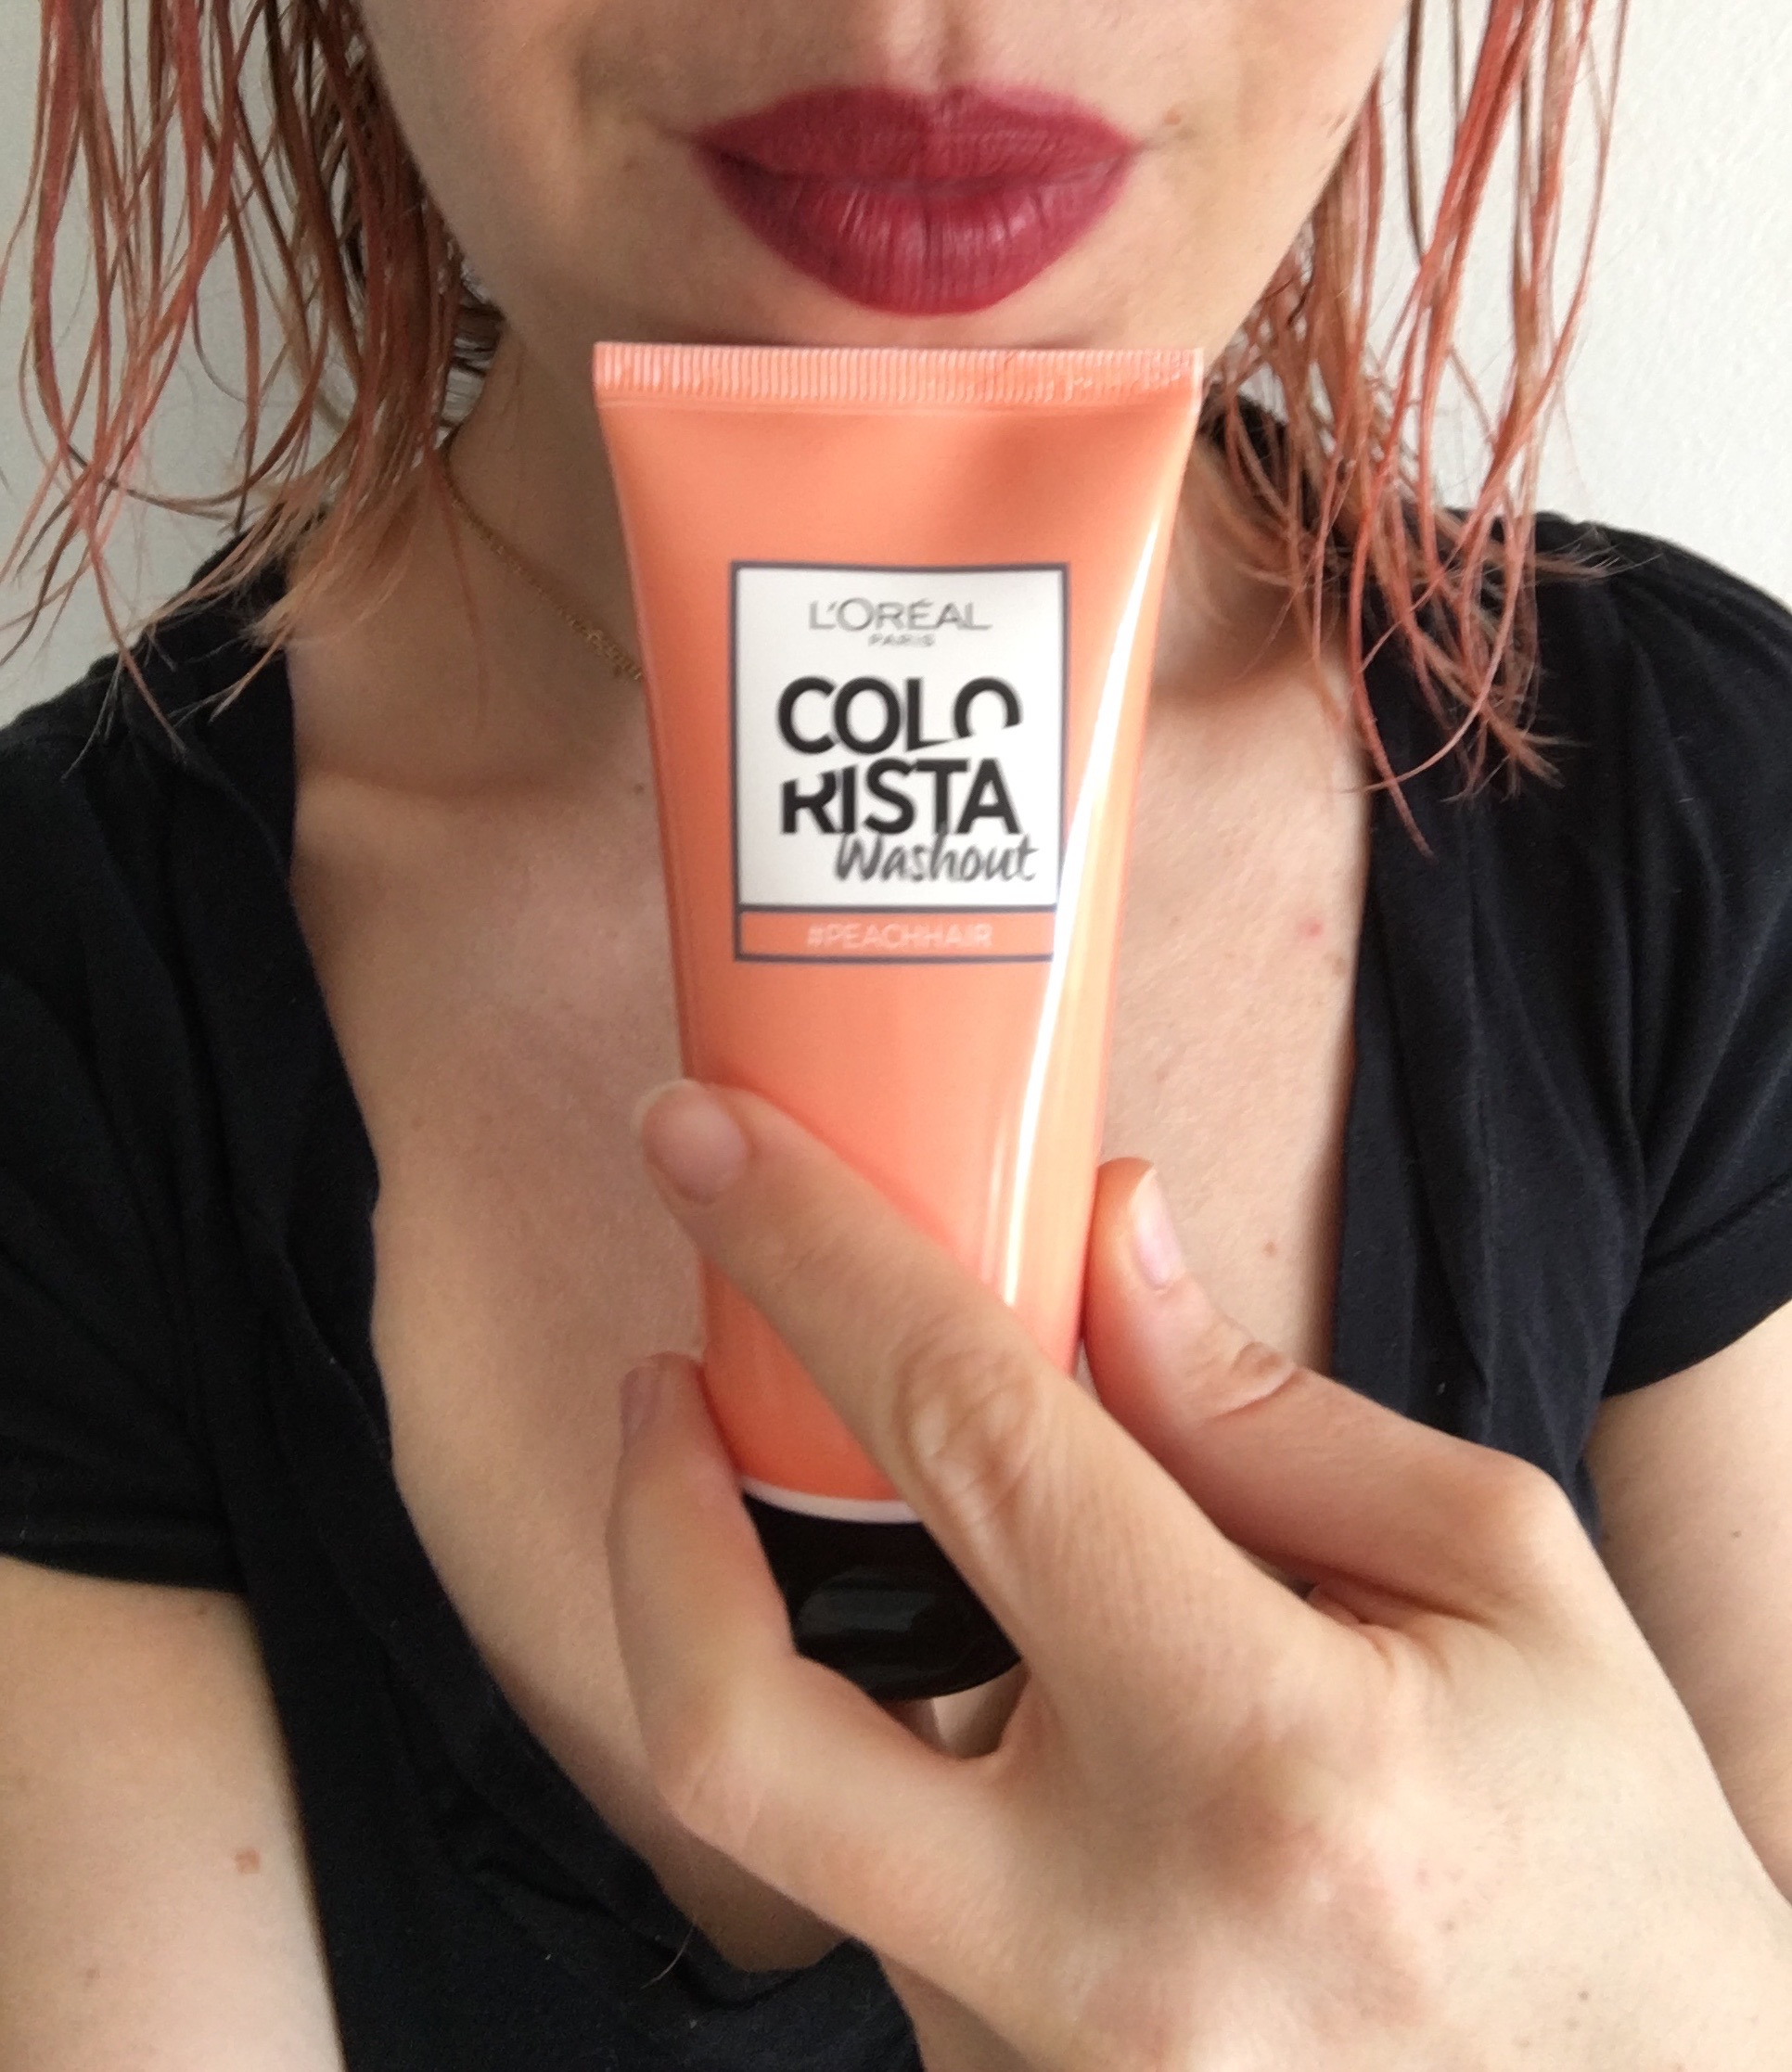 L'ORÉAL
PARIS
COLO
RISTA
Washout
#PEACHHAIR